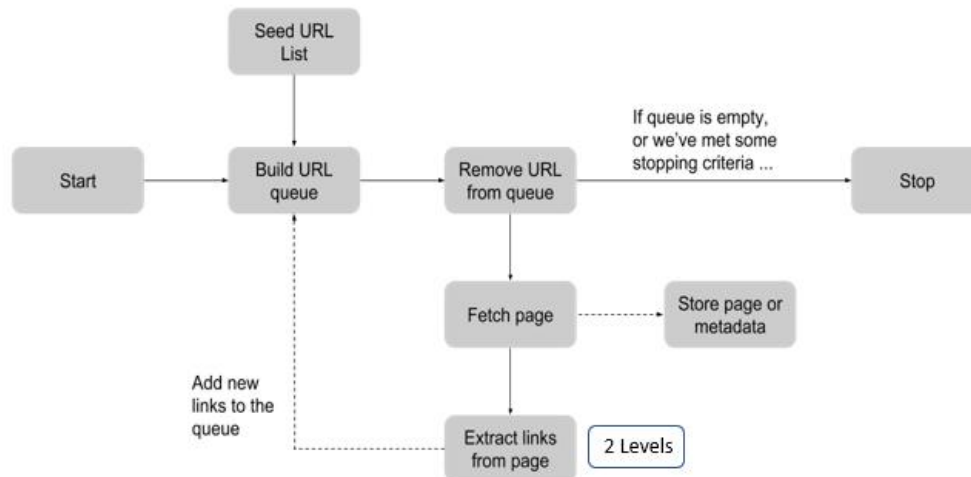 Seed URL
List
If queue is empty,
or we've met some
stopping criteria ...
Start
Build URL
queue
Remove URL
from queue
Stop
Fetch page
Store page or
metadata
Add new
links to the
queue
Extract links
from page
2 Levels